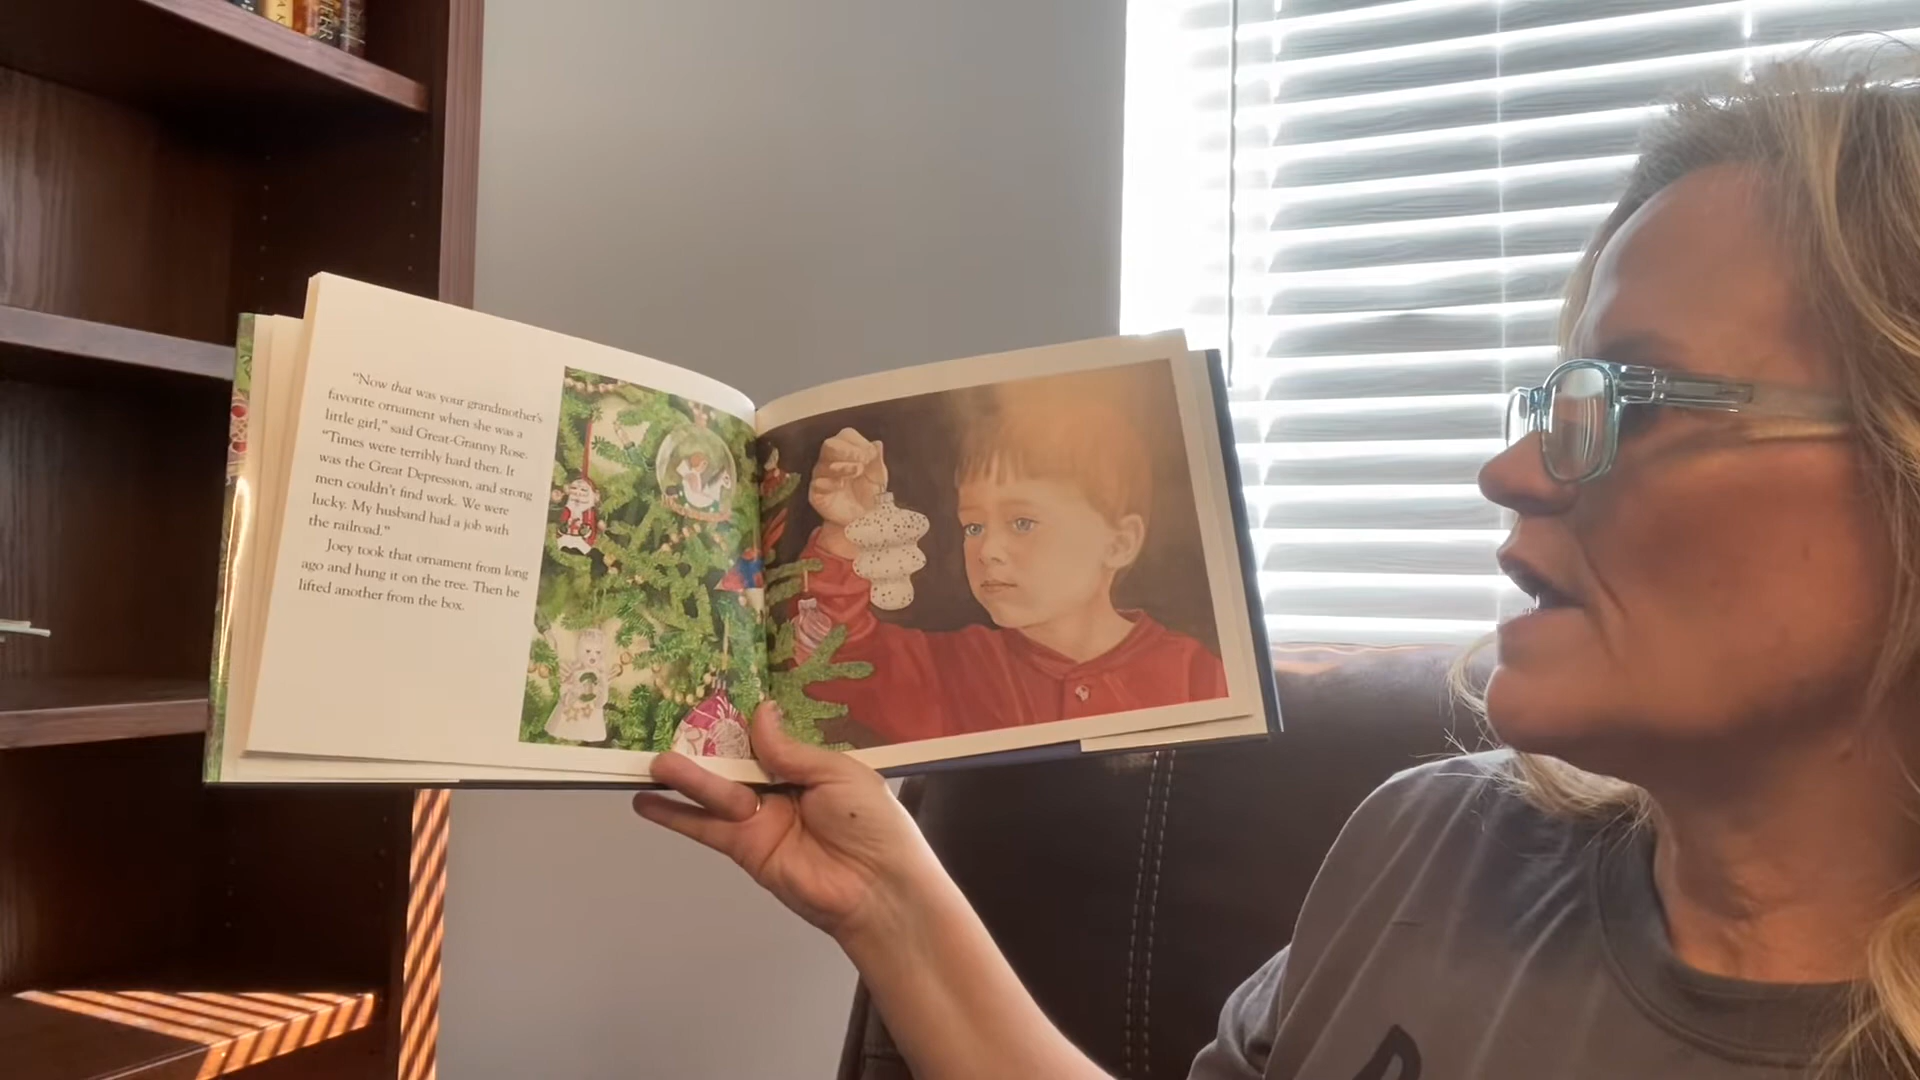 "Now that was your grandmother's
favorite ornament when she was a
little girl," said Great-Granny Rose.
"Times were terribly hard then. It
was the Great Depression, and strong
men couldn't find work. We were
lucky. My husband had a job with
the railroad."
Joey took that ornament from long
ago and hung it on the tree. Then he
lifted another from the box.